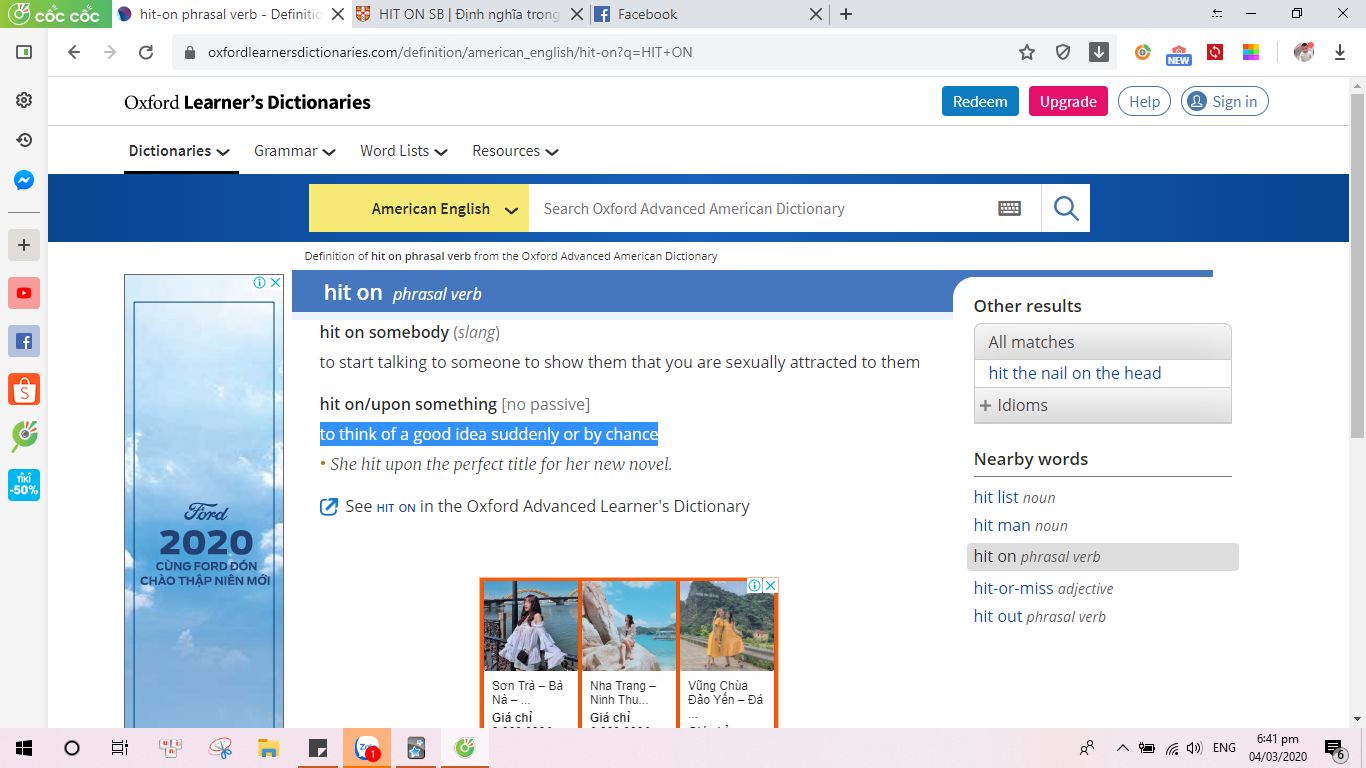 cốc cốc
hit-on phrasal verb - Definitio
HIT ON SB | Định nghĩa trong
Facebook
oxfordlearnersdictionaries.com/definition/american_english/hit-on?q=HIT+ON
NEW
Oxford Learner's Dictionaries
Redeem
Upgrade
Help
Sign in
Dictionaries
Grammar
Word Lists
Resources
American English
Search Oxford Advanced American Dictionary
Definition of hit on phrasal verb from the Oxford Advanced American Dictionary
hit on phrasal verb
hit on somebody (slang)
to start talking to someone to show them that you are sexually attracted to them
hit on/upon something [no passive]
to think of a good idea suddenly or by chance
• She hit upon the perfect title for her new novel.
See HIT ON in the Oxford Advanced Learner's Dictionary
Other results
All matches
hit the nail on the head
+ Idioms
Nearby words
hit list noun
hit man noun
hit on phrasal verb
hit-or-miss adjective
hit out phrasal verb
Ford
2020
CÙNG FORD ĐÓN
CHÀO THẬP NIÊN MỚI
Sơn Trà – Bà
Nà – ...
Giá chỉ
Nha Trang –
Ninh Thu...
Giá chỉ
Vũng Chùa
Đảo Yến – Đá
...
TIKI
-50%
Zalo
1
ENG
6:41 pm
04/03/2020
6